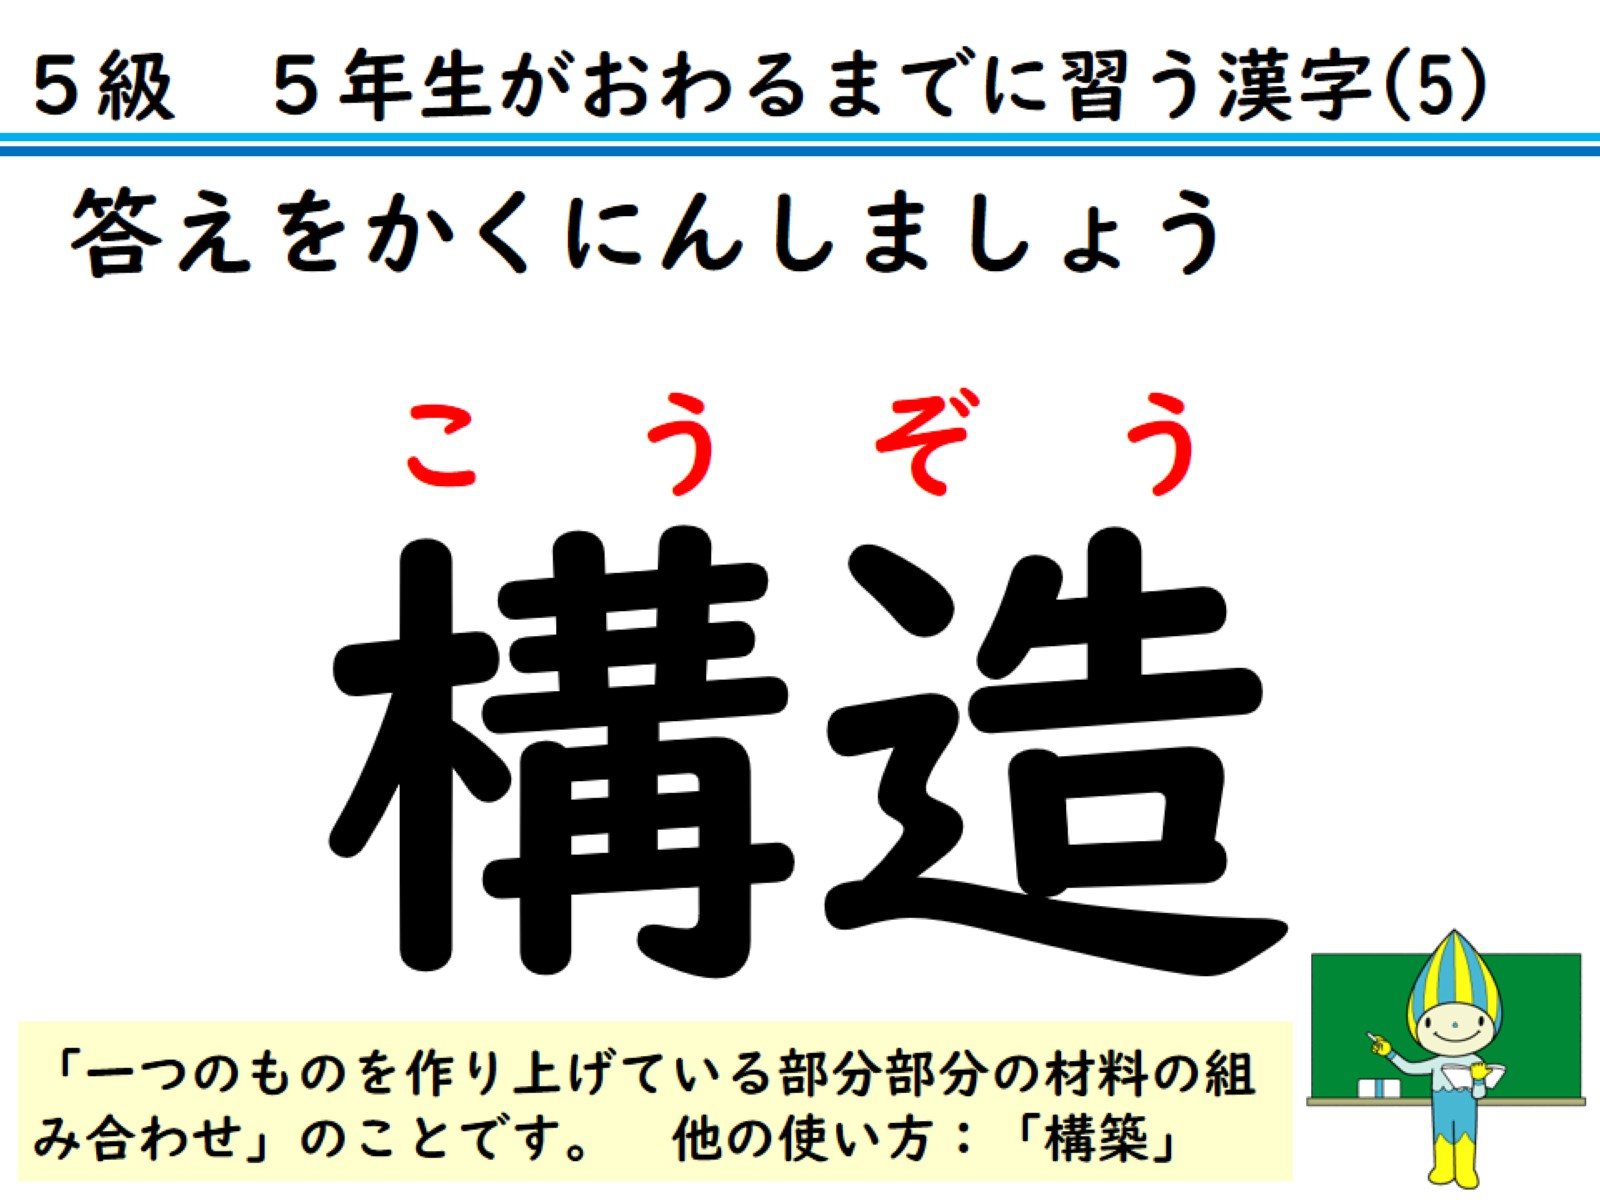 ５級　５年生がおわるまでに習う漢字(5)
答えをかくにんしましょう
こうぞう
構造
「一つのものを作り上げている部分部分の材料の組
み合わせ」のことです。　他の使い方：「構築」